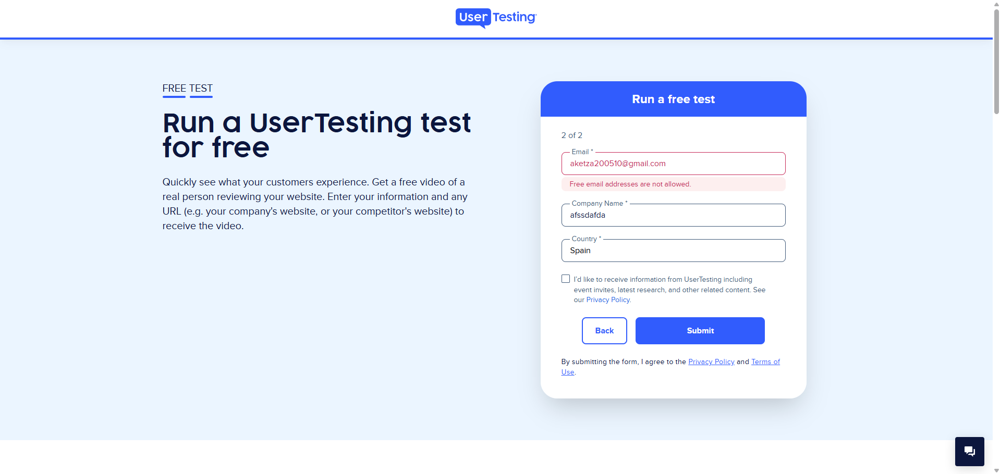 User Testing
FREE TEST
Run a UserTesting test
for free
Quickly see what your customers experience. Get a free video of a
real person reviewing your website. Enter your information and any
URL (e.g. your company's website, or your competitor's website) to
receive the video.
Run a free test
2 of 2
Email *
aketza200510@gmail.com
Free email addresses are not allowed.
Company Name *
afssdafda
Country *
Spain
I'd like to receive information from UserTesting including
event invites, latest research, and other related content. See
our Privacy Policy.
Back
Submit
By submitting the form, I agree to the Privacy Policy and Terms of
Use.